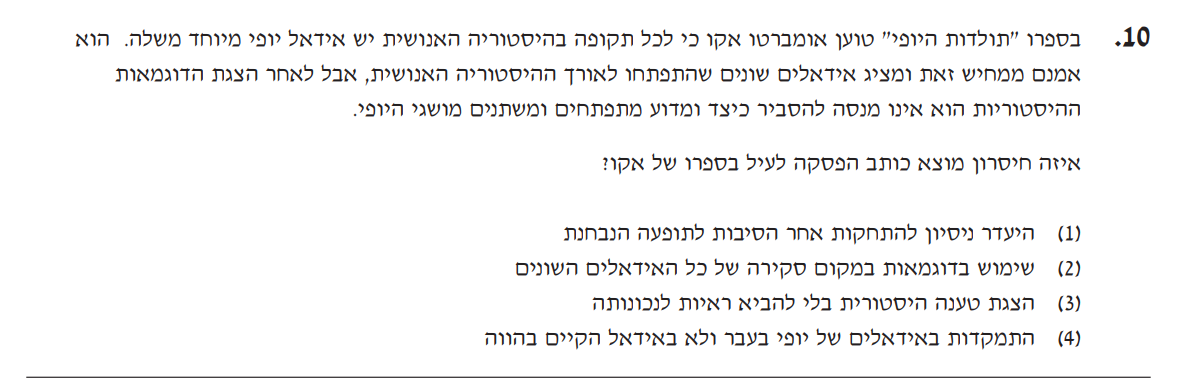 10. בספרו "תולדות היופי" טוען אומברטו אקו כי לכל תקופה בהיסטוריה האנושית יש אידאל יופי מיוחד משלה. הוא
אמנם ממחיש זאת ומציג אידאלים שונים שהתפתחו לאורך ההיסטוריה האנושית, אבל לאחר הצגת הדוגמאות
ההיסטוריות הוא אינו מנסה להסביר כיצד ומדוע מתפתחים ומשתנים מושגי היופי.
איזה חיסרון מוצא כותב הפסקה לעיל בספרו של אקו?
(1) היעדר ניסיון להתחקות אחר הסיבות לתופעה הנבחנת
(2) שימוש בדוגמאות במקום סקירה של כל האידאלים השונים
(3) הצגת טענה היסטורית בלי להביא ראיות לנכונותה
(4) התמקדות באידאלים של יופי בעבר ולא באידאל הקיים בהווה